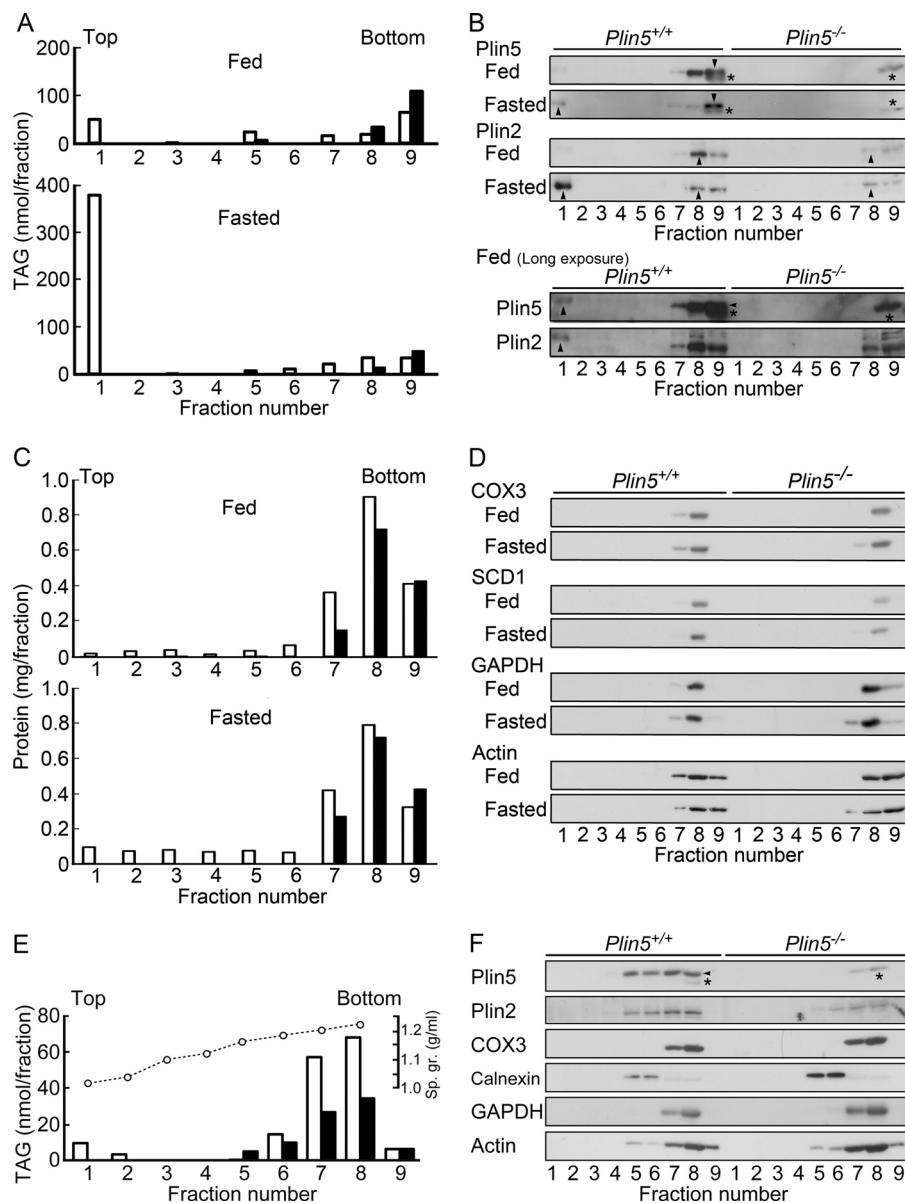 A
Top
Bottom
Fed
200
150
100
50
0
1 2 3 4 5 6 7 8 9
Fasted
400
300
200
100
0
1 2 3 4 5 6 7 8 9
TAG (nmol/fraction)
Fraction number
B
Plin5+/+ Plin5-/-
Plin5
Fed
*
*
Fasted
*
*
Plin2
Fed
Fasted
1 2 3 4 5 6 7 8 9 1 2 3 4 5 6 7 8 9
Fraction number
Fed (Long exposure)
Plin5+/+ Plin5-/-
Plin5
*
*
Plin2
1 2 3 4 5 6 7 8 9 1 2 3 4 5 6 7 8 9
Fraction number
C
Top
Bottom
Fed
1.0
0.8
0.6
0.4
0.2
0
1 2 3 4 5 6 7 8 9
Fasted
1.0
0.8
0.6
0.4
0.2
0
1 2 3 4 5 6 7 8 9
Protein (mg/fraction)
Fraction number
D
Plin5+/+ Plin5-/-
COX3
Fed
Fasted
SCD1
Fed
Fasted
GAPDH
Fed
Fasted
Actin
Fed
Fasted
1 2 3 4 5 6 7 8 9 1 2 3 4 5 6 7 8 9
Fraction number
E
Top
Bottom
80
60
40
20
0
1.2
1.1
1.0
Sp. gr. (g/ml)
TAG (nmol/fraction)
1 2 3 4 5 6 7 8 9
Fraction number
F
Plin5+/+ Plin5-/-
Plin5
*
*
Plin2
COX3
Calnexin
GAPDH
Actin
1 2 3 4 5 6 7 8 9 1 2 3 4 5 6 7 8 9
Fraction number